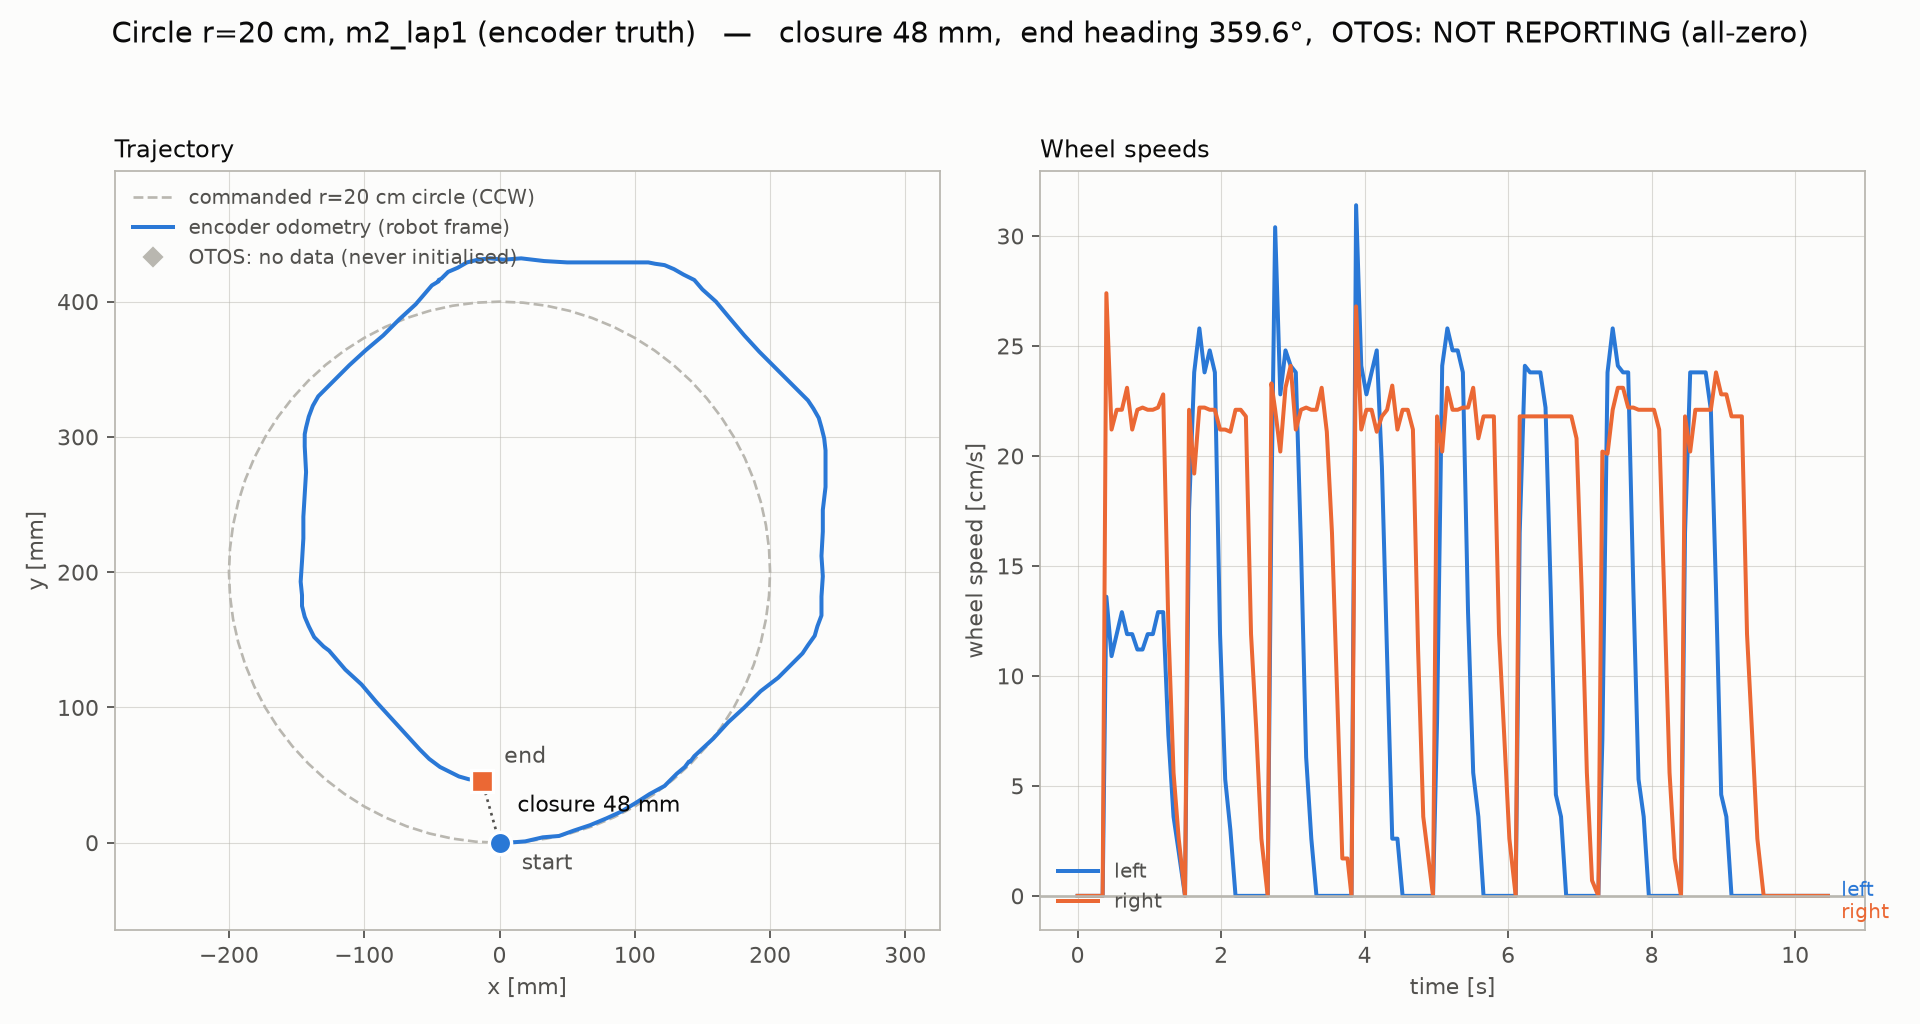 Circle r=20 cm, m2_lap1 (encoder truth) — closure 48 mm, end heading 359.6°, OTOS: NOT REPORTING (all-zero)
Trajectory
commanded r=20 cm circle (CCW)
encoder odometry (robot frame)
OTOS: no data (never initialised)
400
300
200
100
0
y [mm]
end
closure 48 mm
start
−200
−100
0
100
200
300
x [mm]
Wheel speeds
30
25
20
15
10
5
0
wheel speed [cm/s]
left
right
left
right
0
2
4
6
8
10
time [s]